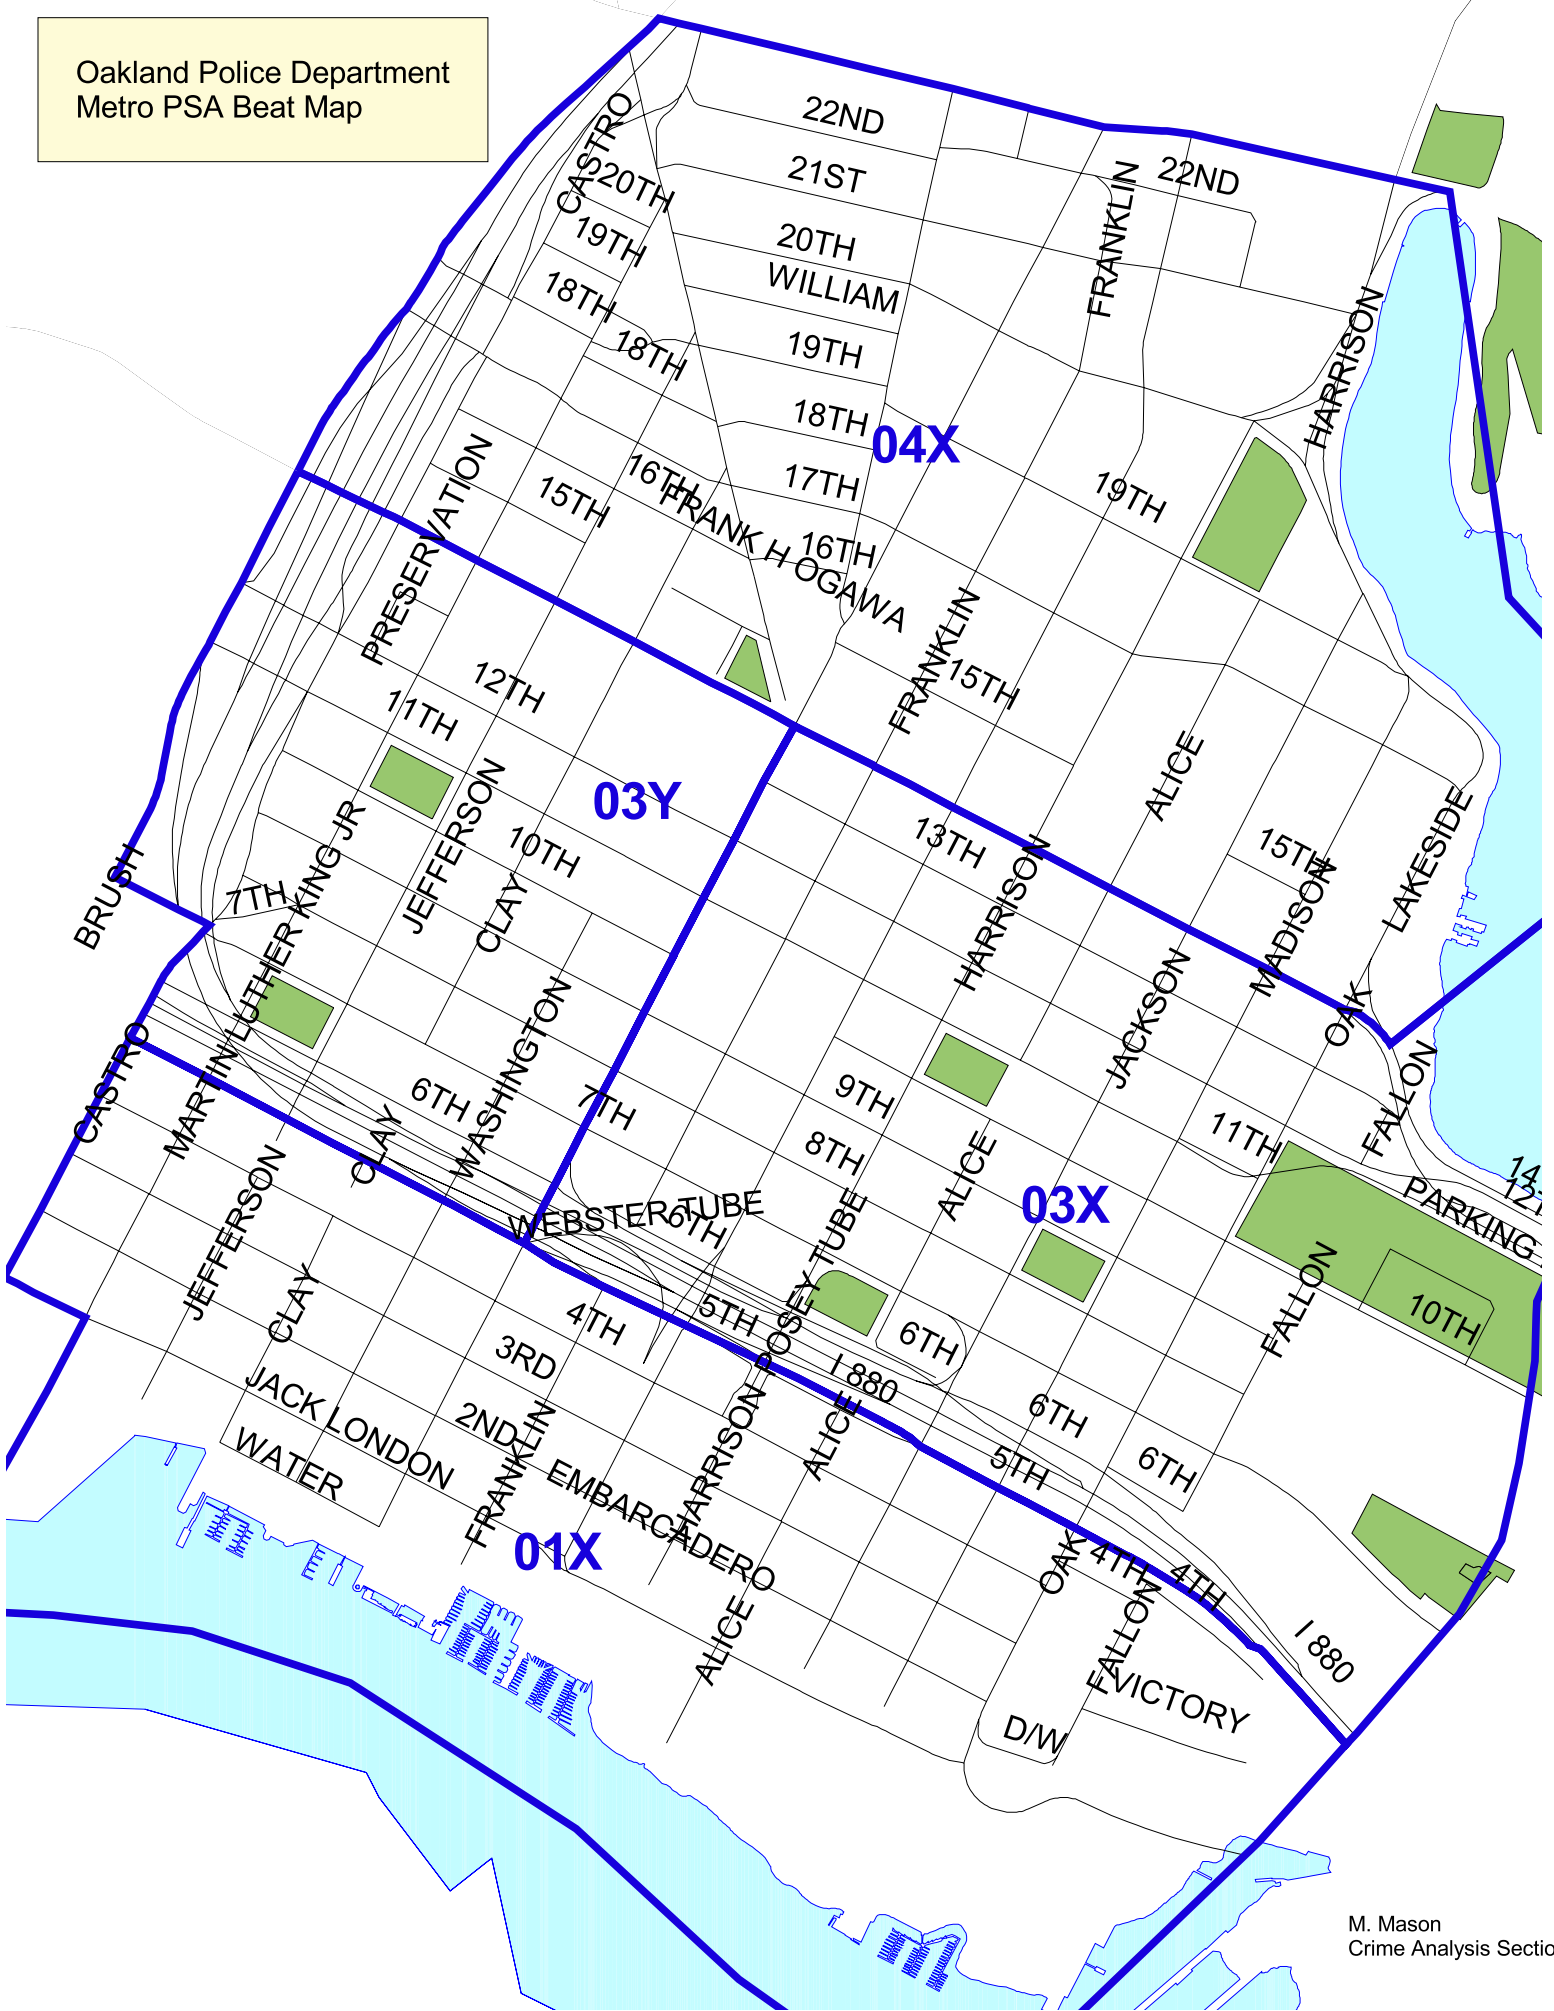 Oakland Police Department
Metro PSA Beat Map
CASTRO
22ND
22ND
21ST
20TH
FRANKLIN
20TH
19TH
WILLIAM
18TH
HARRISON
18TH
19TH
18TH
04X
PRESERVATION
16TH
17TH
19TH
15TH
FRANK H OGAWA
16TH
FRANKLIN
15TH
12TH
11TH
ALICE
JEFFERSON
03Y
MARTIN LUTHER KING JR
10TH
13TH
15TH
LAKESIDE
HARRISON
MADISON
BRUSH
7TH
CLAY
JACKSON
OAK
WASHINGTON
CASTRO
6TH
7TH
9TH
FALLON
CLAY
8TH
11TH
ALICE
14
12T
PARKING
03X
WEBSTER TUBE
6TH
POSEY TUBE
JEFFERSON
CLAY
4TH
5TH
6TH
FALLON
10TH
3RD
I 880
JACK LONDON
2ND
FRANKLIN
HARRISON
ALICE
6TH
WATER
5TH
6TH
EMBARCADERO
01X
OAK
4TH
4TH
ALICE
FALLON
I 880
VICTORY
D/W
M. Mason
Crime Analysis Sectio